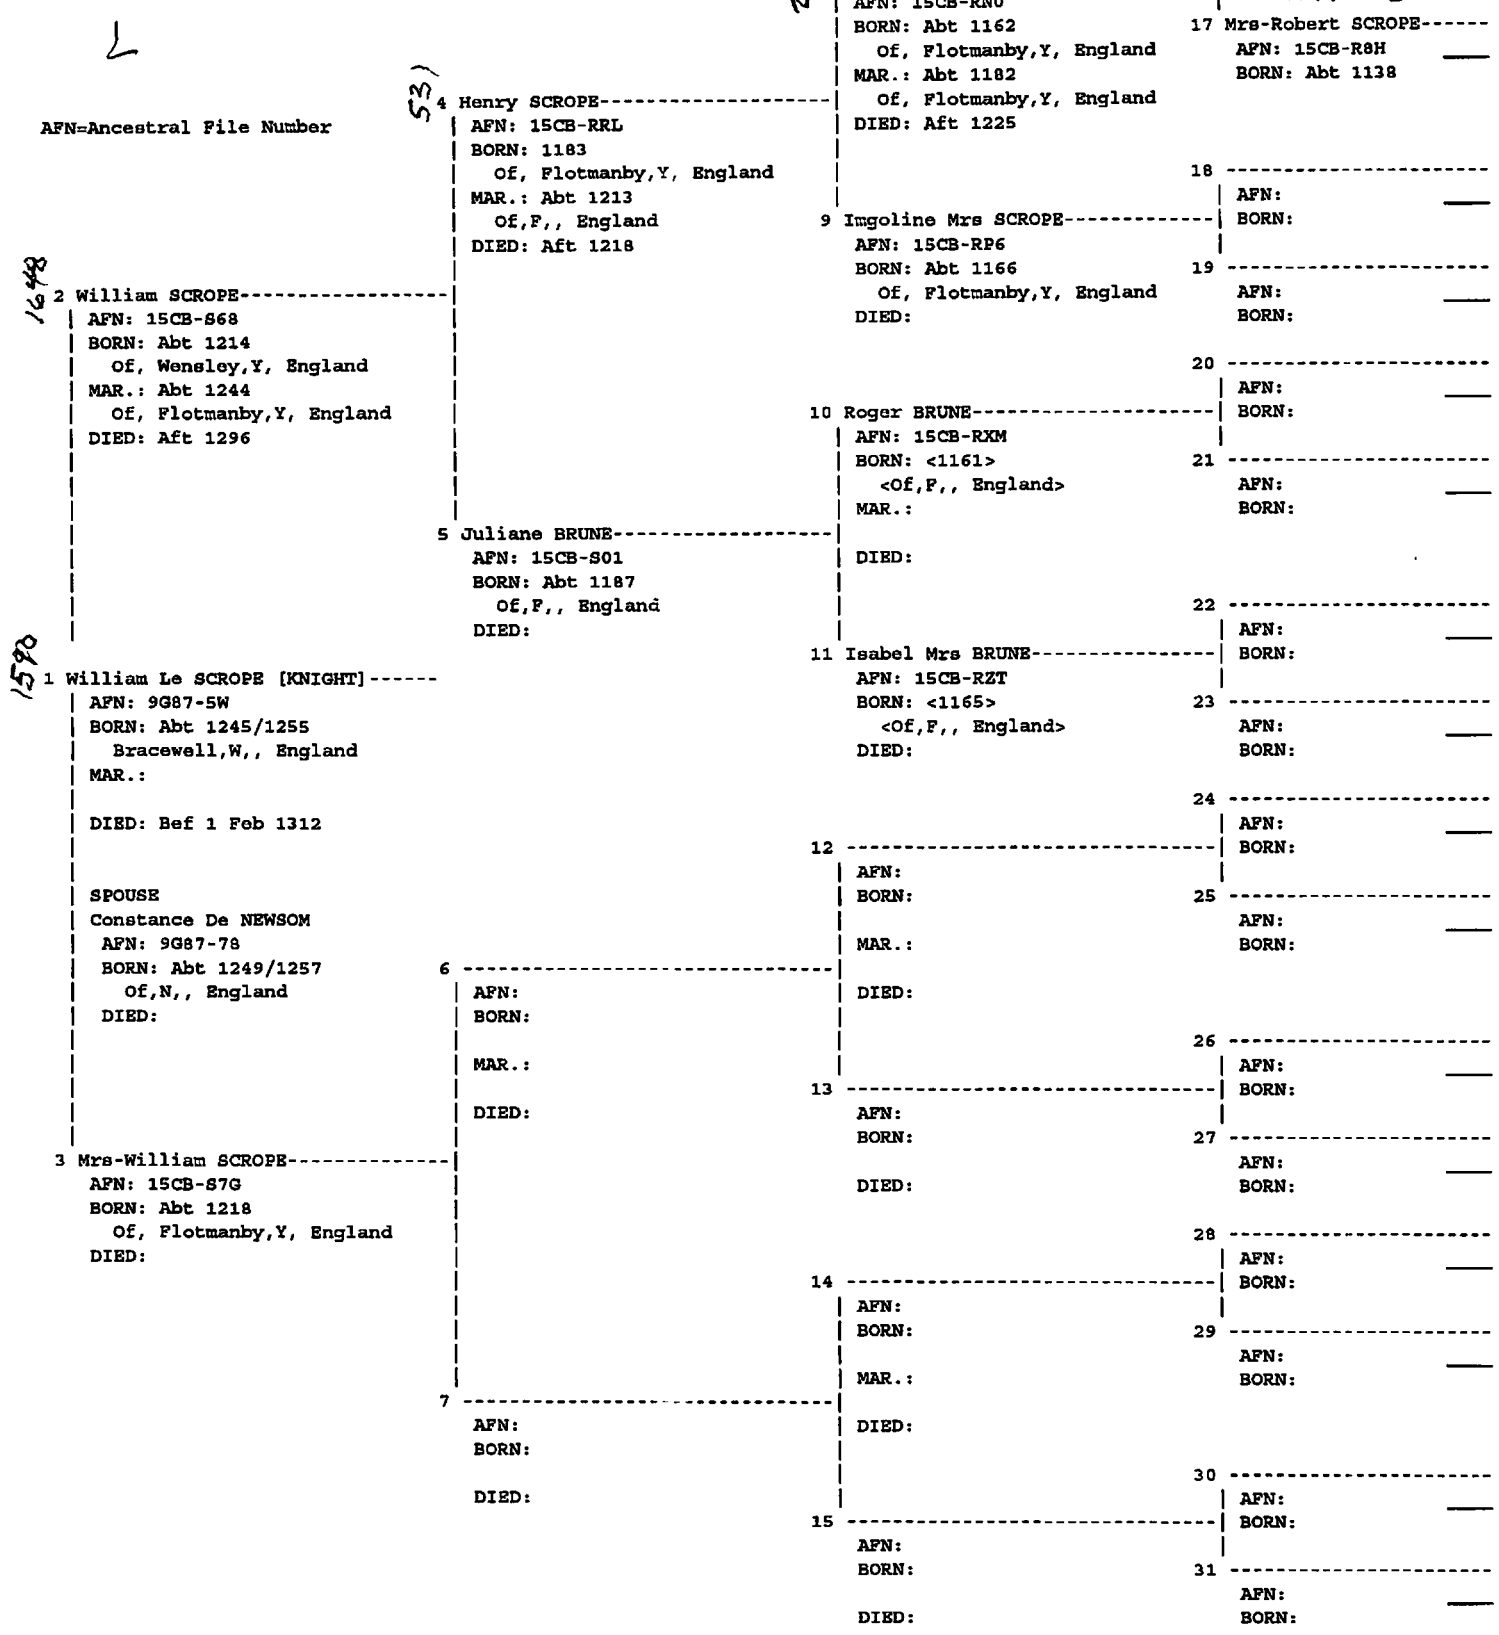 AFN: 15CB-RN0
BORN: Abt 1162
Of, Flotmanby,Y, England
MAR.: Abt 1182
Of, Flotmanby,Y, England
DIED: Aft 1225
17 Mrs-Robert SCROPE------
AFN: 15CB-R8H
BORN: Abt 1138
L
AFN=Ancestral File Number
531
4 Henry SCROPE--------------------
AFN: 15CB-RRL
BORN: 1183
Of, Flotmanby,Y, England
MAR.: Abt 1213
Of,F,, England
DIED: Aft 1218
18 ----------------------
AFN:
BORN:
9 Imgoline Mrs SCROPE-------------
AFN: 15CB-RP6
BORN: Abt 1166
Of, Flotmanby,Y, England
DIED:
19 ----------------------
AFN:
BORN:
1648
2 William SCROPE------------------
AFN: 15CB-S68
BORN: Abt 1214
Of, Wensley,Y, England
MAR.: Abt 1244
Of, Flotmanby,Y, England
DIED: Aft 1296
20 ----------------------
AFN:
BORN:
10 Roger BRUNE---------------------
AFN: 15CB-RXM
BORN: <1161>
<Of,F,, England>
MAR.:
DIED:
21 ----------------------
AFN:
BORN:
5 Juliane BRUNE-------------------
AFN: 15CB-S01
BORN: Abt 1187
Of,F,, England
DIED:
22 ----------------------
AFN:
BORN:
11 Isabel Mrs BRUNE----------------
AFN: 15CB-RZT
BORN: <1165>
<Of,F,, England>
DIED:
23 ----------------------
AFN:
BORN:
1590
1 William Le SCROPE [KNIGHT]------
AFN: 9G87-5W
BORN: Abt 1245/1255
Bracewell,W,, England
MAR.:
DIED: Bef 1 Feb 1312
SPOUSE
Constance De NEWSOM
AFN: 9G87-78
BORN: Abt 1249/1257
Of,N,, England
DIED:
24 ----------------------
AFN:
BORN:
12 --------------------------------
AFN:
BORN:
MAR.:
DIED:
25 ----------------------
AFN:
BORN:
6 --------------------------------
AFN:
BORN:
MAR.:
DIED:
26 ----------------------
AFN:
BORN:
13 --------------------------------
AFN:
BORN:
DIED:
27 ----------------------
AFN:
BORN:
3 Mrs-William SCROPE--------------
AFN: 15CB-S7G
BORN: Abt 1218
Of, Flotmanby,Y, England
DIED:
28 ----------------------
AFN:
BORN:
14 --------------------------------
AFN:
BORN:
MAR.:
DIED:
29 ----------------------
AFN:
BORN:
7 --------------------------------
AFN:
BORN:
DIED:
30 ----------------------
AFN:
BORN:
15 --------------------------------
AFN:
BORN:
DIED:
31 ----------------------
AFN:
BORN: